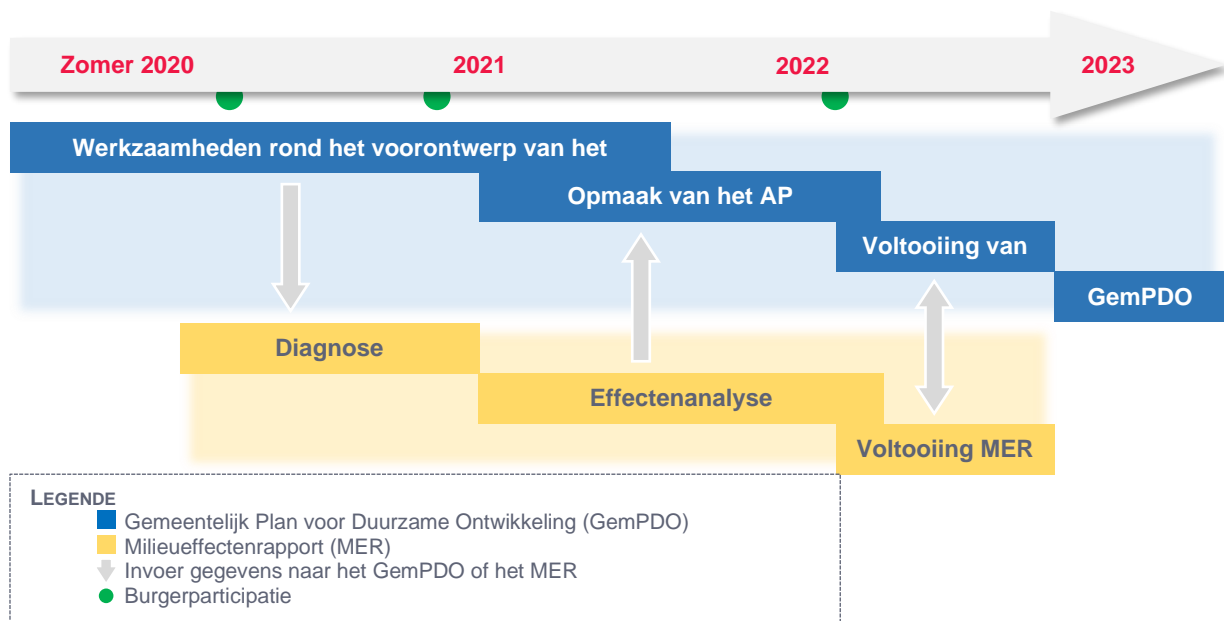 Zomer 2020 2021 2022 2023
Werkzaamheden rond het voorontwerp van het
Opmaak van het AP
Voltooiing van
GemPDO
Diagnose
Effectenanalyse
Voltooiing MER
LEGENDE
Gemeentelijk Plan voor Duurzame Ontwikkeling (GemPDO)
Milieueffectenrapport (MER)
Invoer gegevens naar het GemPDO of het MER
Burgerparticipatie